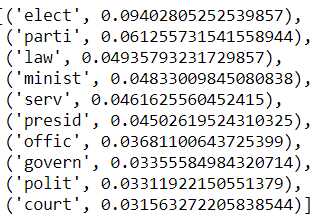 [('elect', 0.09402805252539857),
('parti', 0.061255731541558944),
('law', 0.04935793231729857),
('minist', 0.04833009845080838),
('serv', 0.0461625560452415),
('presid', 0.04502619524310325),
('offic', 0.03681100643725399),
('govern', 0.03355584984320714),
('polit', 0.03311922150551379),
('court', 0.031563272205838544)]